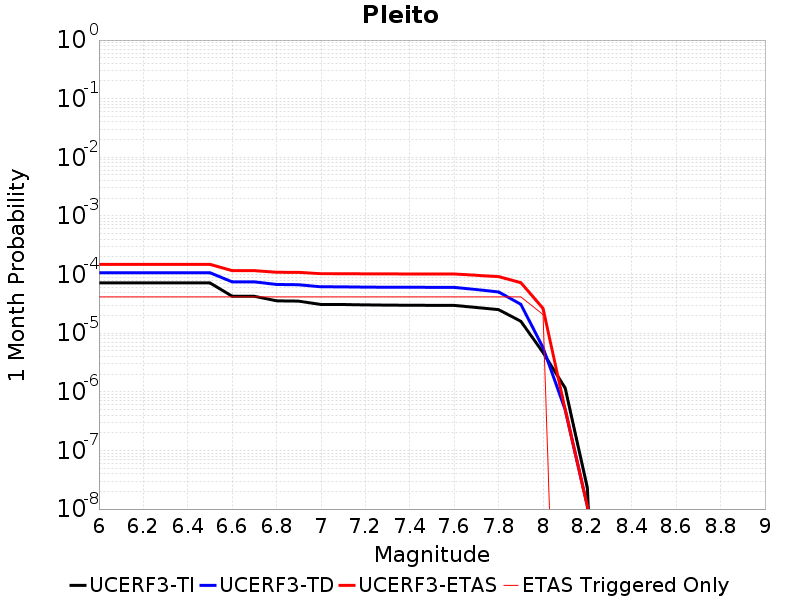 Pleito
1 Month Probability
10^0
10^-1
10^-2
10^-3
10^-4
10^-5
10^-6
10^-7
10^-8
6 6.2 6.4 6.6 6.8 7 7.2 7.4 7.6 7.8 8 8.2 8.4 8.6 8.8 9
Magnitude
UCERF3-TI UCERF3-TD UCERF3-ETAS ETAS Triggered Only